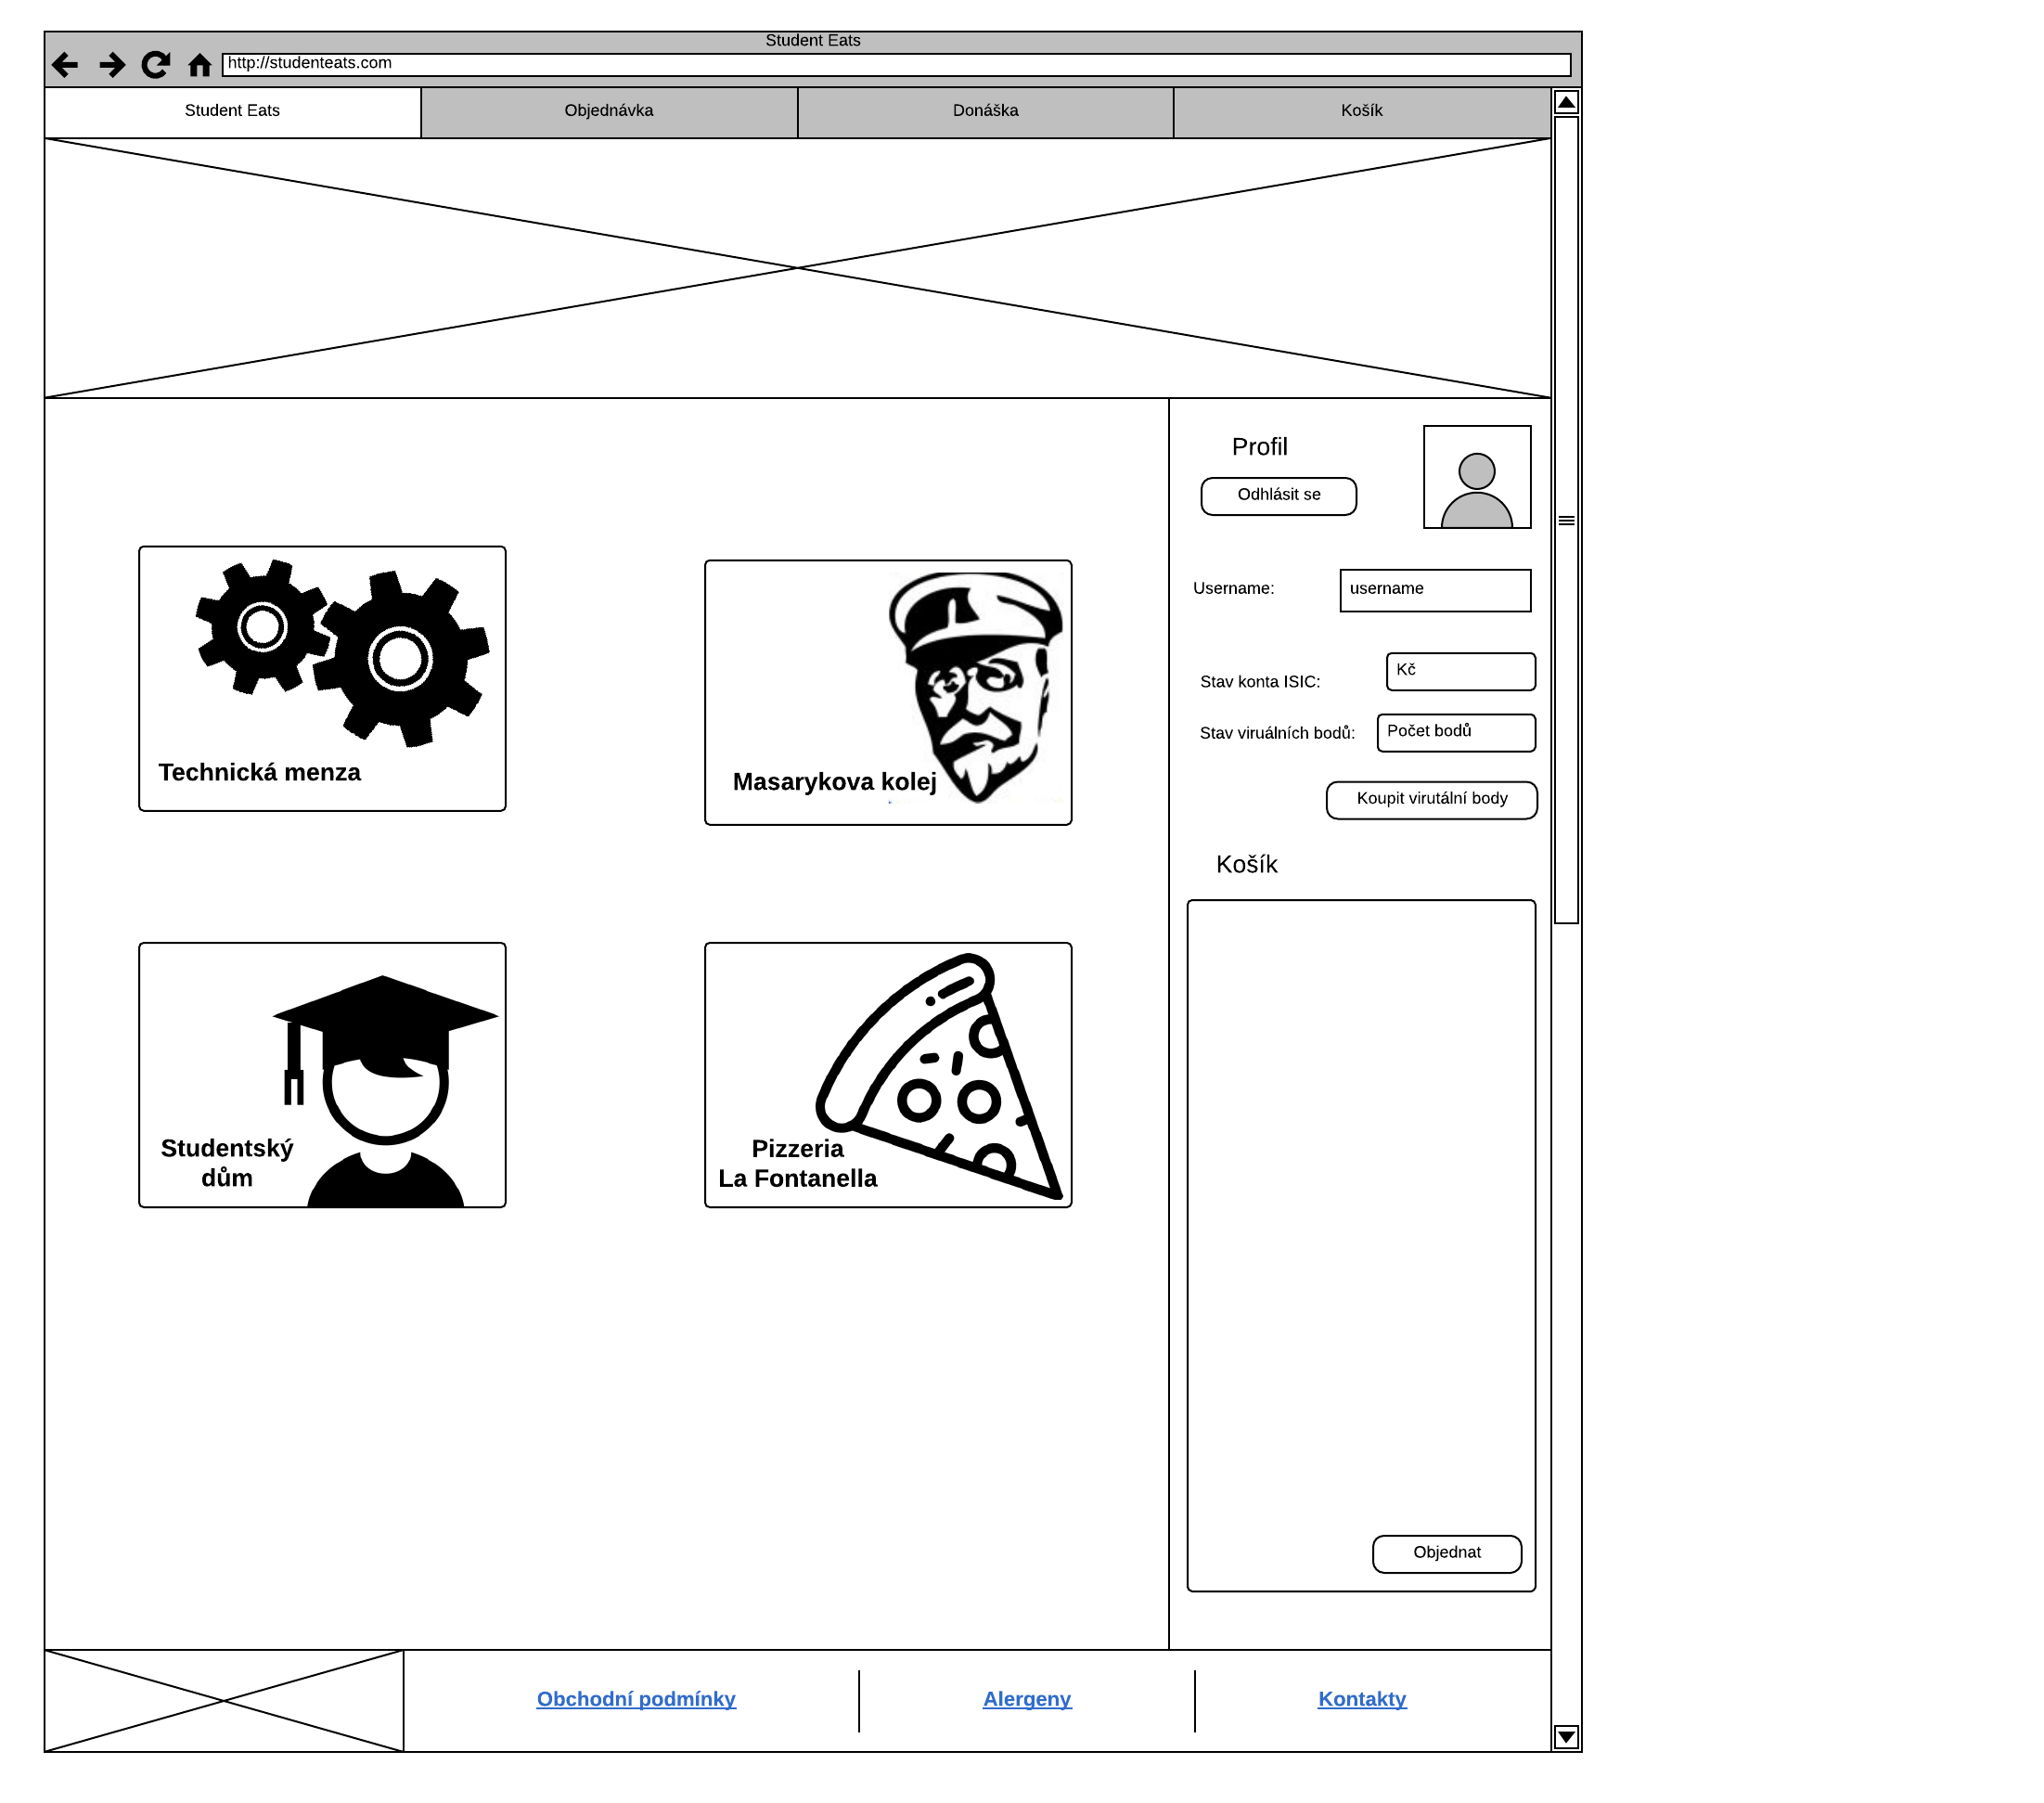 Student Eats
http://studenteats.com
Student Eats
Objednávka
Donáška
Košík
Profil
Odhlásit se
Username:
username
Stav konta ISIC:
Kč
Stav viruálních bodů:
Počet bodů
Koupit virutální body
Košík
Objednat
Technická menza
Masarykova kolej
Studentský
dům
Pizzeria
La Fontanella
Obchodní podmínky
Alergeny
Kontakty